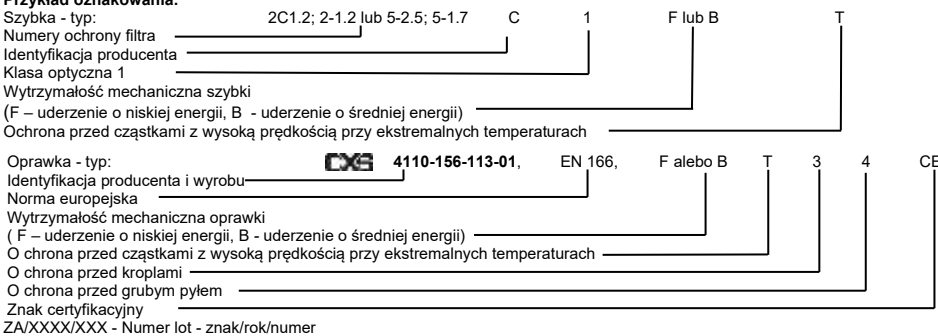 Przykład oznakowania:
Szybka - typ: 2C1.2; 2-1.2 lub 5-2.5; 5-1.7 C 1 F lub B T
Numery ochrony filtra
Identyfikacja producenta
Klasa optyczna 1
Wytrzymałość mechaniczna szybki
(F – uderzenie o niskiej energii, B - uderzenie o średniej energii)
Ochrona przed cząstkami z wysoką prędkością przy ekstremalnych temperaturach
Oprawka - typ: CXS 4110-156-113-01, EN 166, F alebo B T 3 4 CE
Identyfikacja producenta i wyrobu
Norma europejska
Wytrzymałość mechaniczna oprawki
( F – uderzenie o niskiej energii, B - uderzenie o średniej energii)
O chrona przed cząstkami z wysoką prędkością przy ekstremalnych temperaturach
O chrona przed kroplami
O chrona przed grubym pyłem
Znak certyfikacyjny
ZA/XXXX/XXX - Numer lot - znak/rok/numer